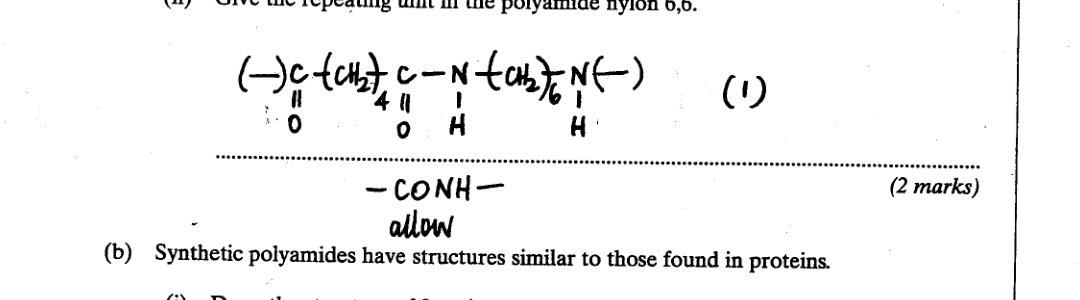 (ii) Give the repeating unit in the polyamide nylon 6,6.
(—)C-(CH₂)₄-C—N-(CH₂)₆-N(—) (1)
|| || | |
O O H H
(2 marks)
—CONH—
allow
(b) Synthetic polyamides have structures similar to those found in proteins.